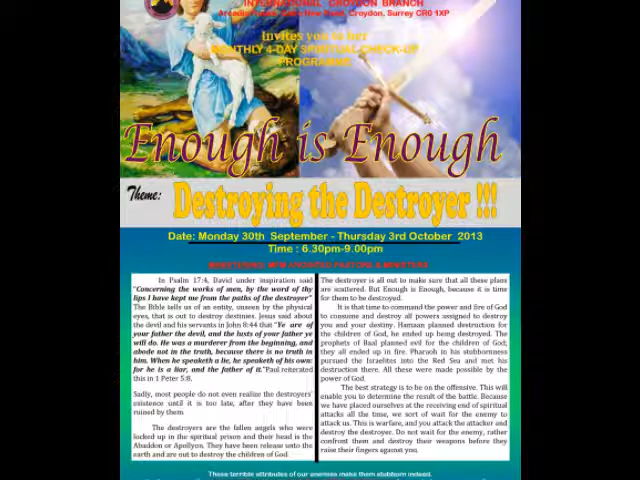 INTERNATIONAL CROYDON BRANCH
Croydon, Surrey CR0 1XP
Invites you to her
MONTHLY 4-DAY SPIRITUAL CHECK-UP
PROGRAMME
Enough is Enough
Theme: Destroying the Destroyer !!!
Date: Monday 30th September - Thursday 3rd October 2013
Time : 6.30pm-9.00pm
MINISTERING: MFM ANOINTED PASTORS & MINISTERS
In Psalm 17:4, David under inspiration said
"Concerning the works of men, by the word of thy
lips I have kept me from the paths of the destroyer"
The Bible tells us of an entity, unseen by the physical
eyes, that is out to destroy destinies. Jesus said about
the devil and his servants in John 8:44 that "Ye are of
your father the devil, and the lusts of your father ye
will do. He was a murderer from the beginning, and
abode not in the truth, because there is no truth in
him. When he speaketh a lie, he speaketh of his own:
for he is a liar, and the father of it."Paul reiterated
this in 1 Peter 5:8.
Sadly, most people do not even realize the destroyers'
existence until it is too late, after they have been
ruined by them.
The destroyers are the fallen angels who were
locked up in the spiritual prison and their head is the
Abaddon or Apollyon. They have been release unto the
earth and are out to destroy the children of God.
The destroyer is all out to make sure that all these plans
are scattered. But Enough is Enough, because it is time
for them to be destroyed.
It is that time to command the power and fire of God
to consume and destroy all powers assigned to destroy
you and your destiny. Hamaan planned destruction for
the children of God, he ended up being destroyed. The
prophets of Baal planned evil for the children of God,
they all ended up in fire. Pharaoh in his stubbornness
pursued the Israelites into the Red Sea and met his
destruction there. All these were made possible by the
power of God.
The best strategy is to be on the offensive. This will
enable you to determine the result of the battle. Because
we have placed ourselves at the receiving end of spiritual
attacks all the time, we sort of wait for the enemy to
attack us. This is warfare, and you attack the attacker and
destroy the destroyer. Do not wait for the enemy, rather
confront them and destroy their weapons before they
raise their fingers against you.
These terrible attributes of our enemies make them stubborn indeed.